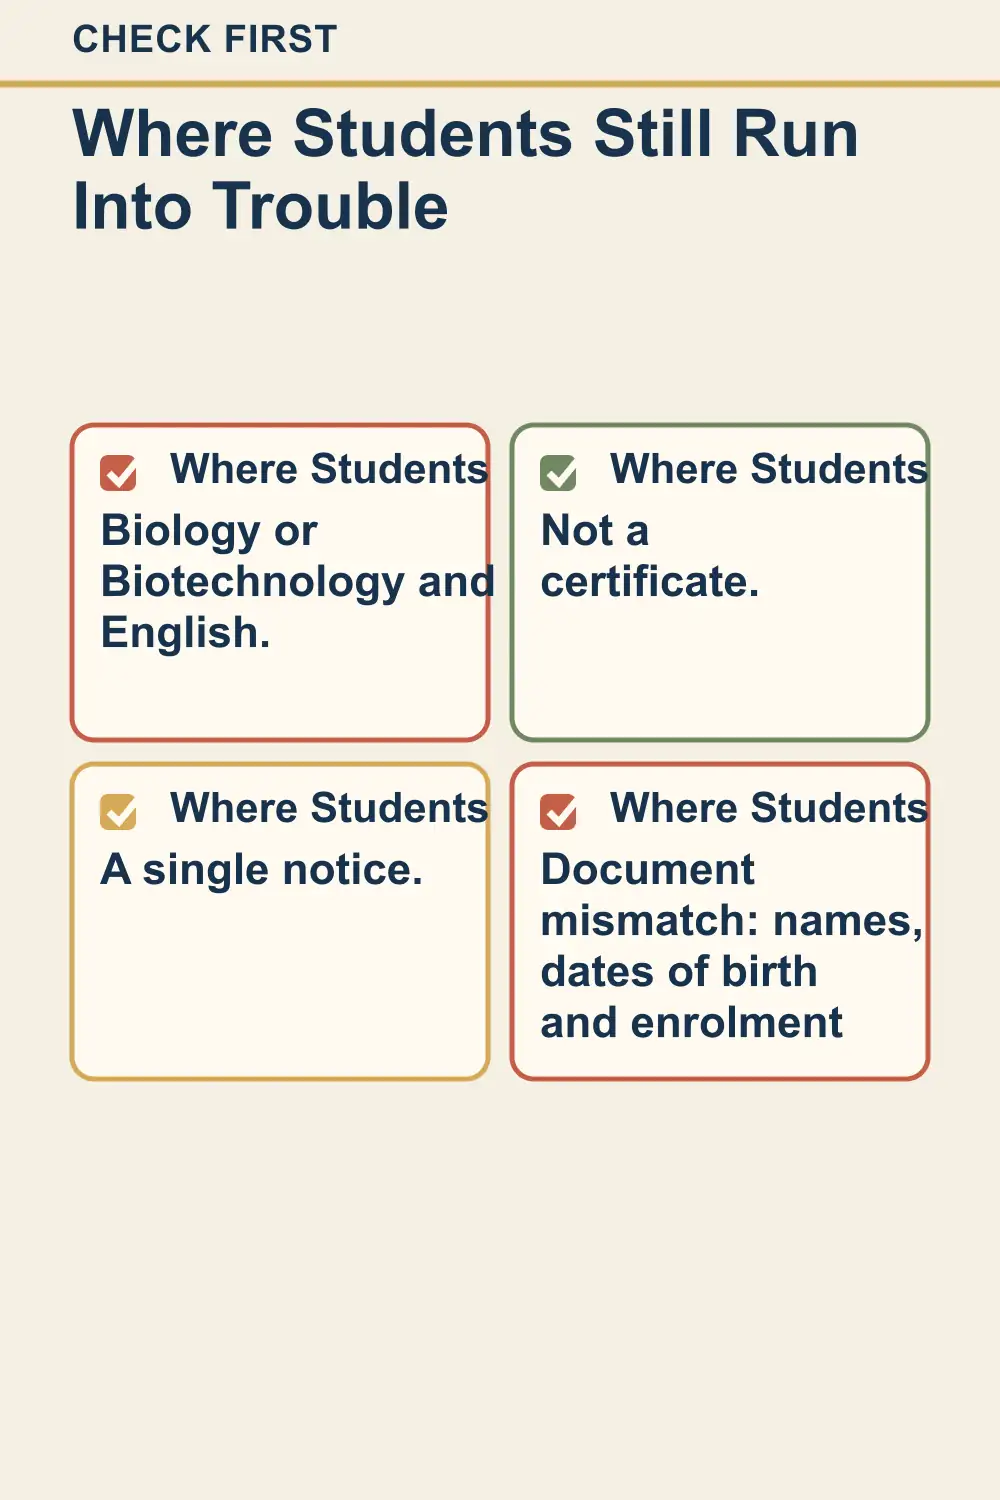 CHECK FIRST
Where Students Still Run
Into Trouble
Where Students
Biology or
Biotechnology and
English.
Where Students
Not a
certificate.
Where Students
A single notice.
Where Students
Document
mismatch: names,
dates of birth
and enrolment